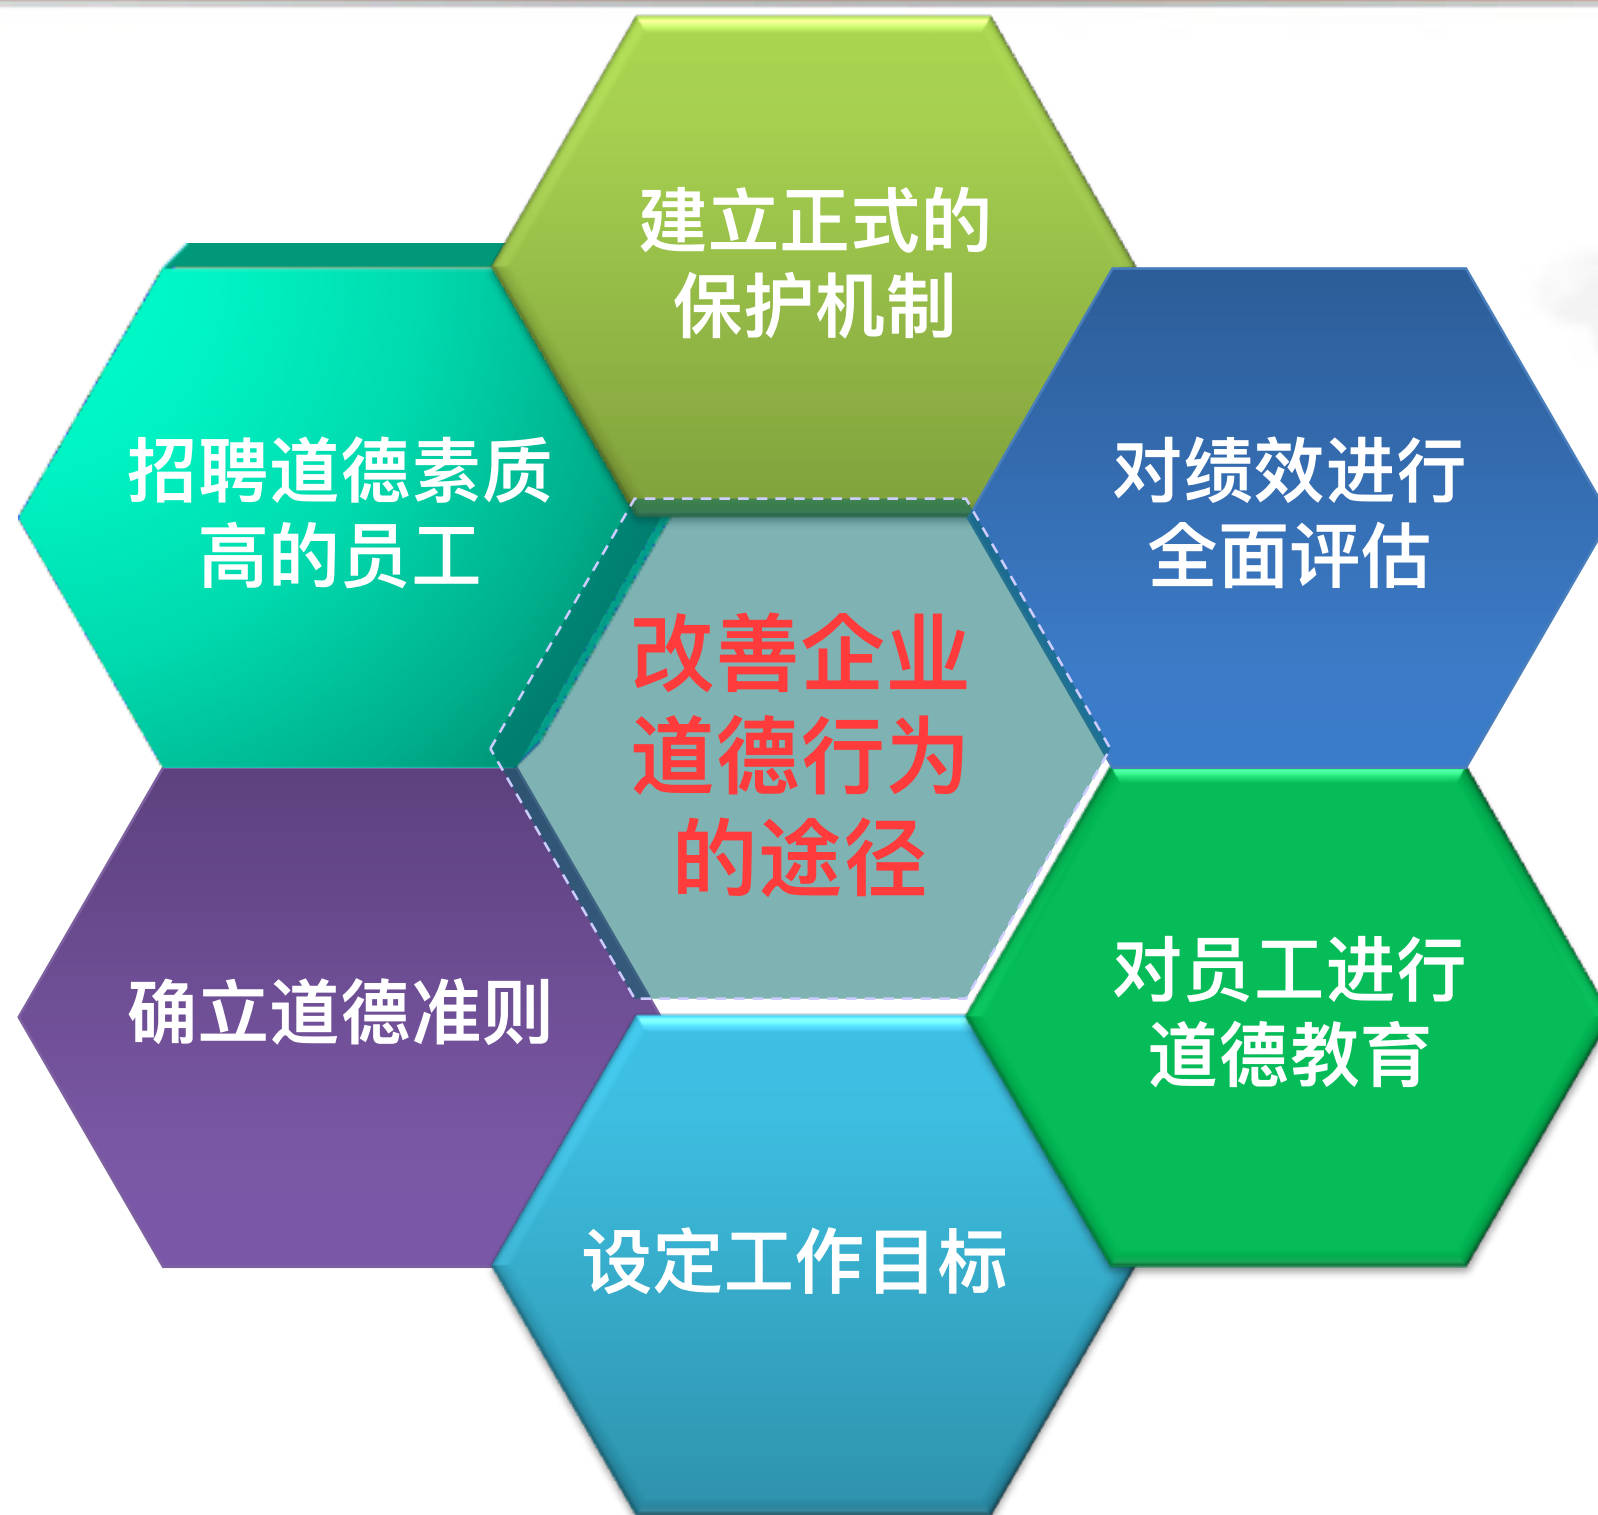 建立正式的
保护机制
招聘道德素质
高的员工
对绩效进行
全面评估
改善企业
道德行为
的途径
确立道德准则
对员工进行
道德教育
设定工作目标